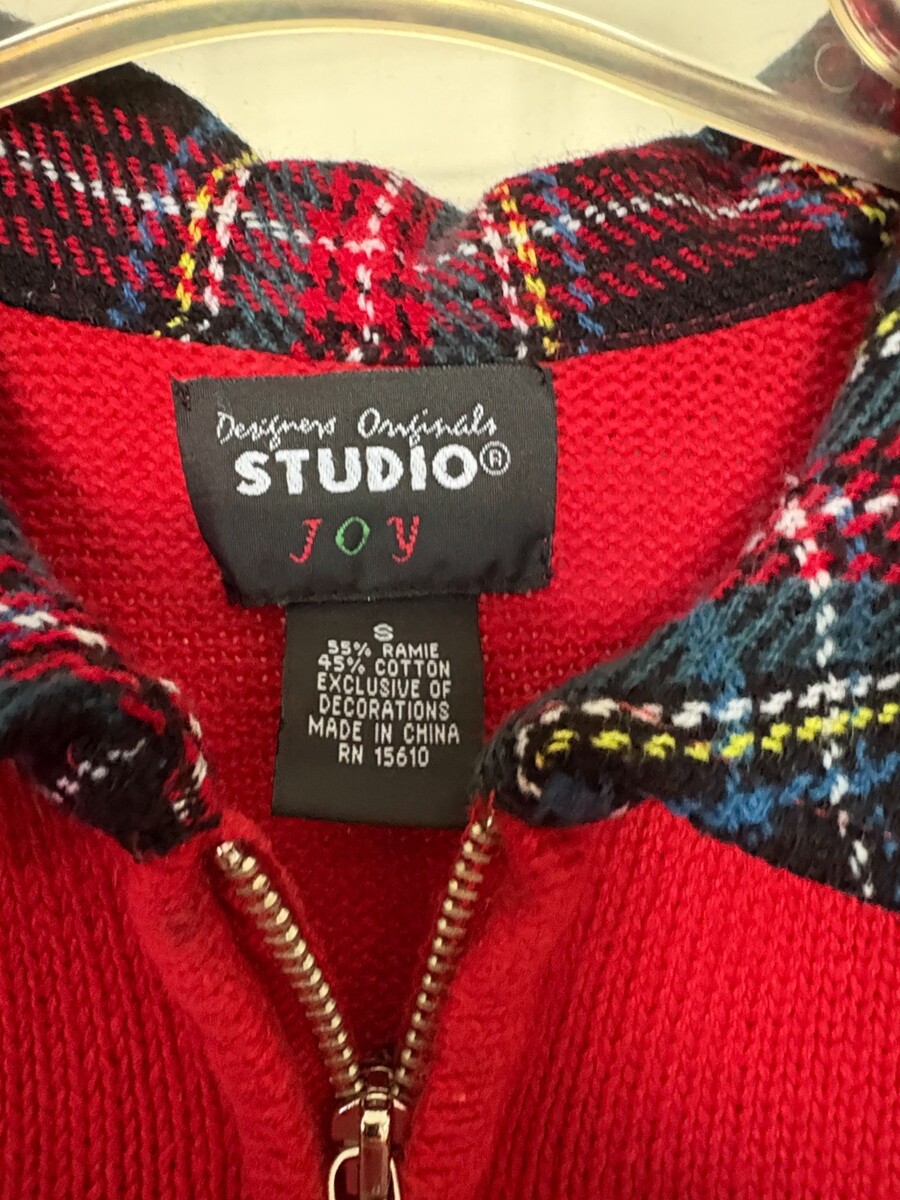 Designers Originals
STUDIO®
JOY
S
55% RAMIE
45% COTTON
EXCLUSIVE OF
DECORATIONS
MADE IN CHINA
RN 15610